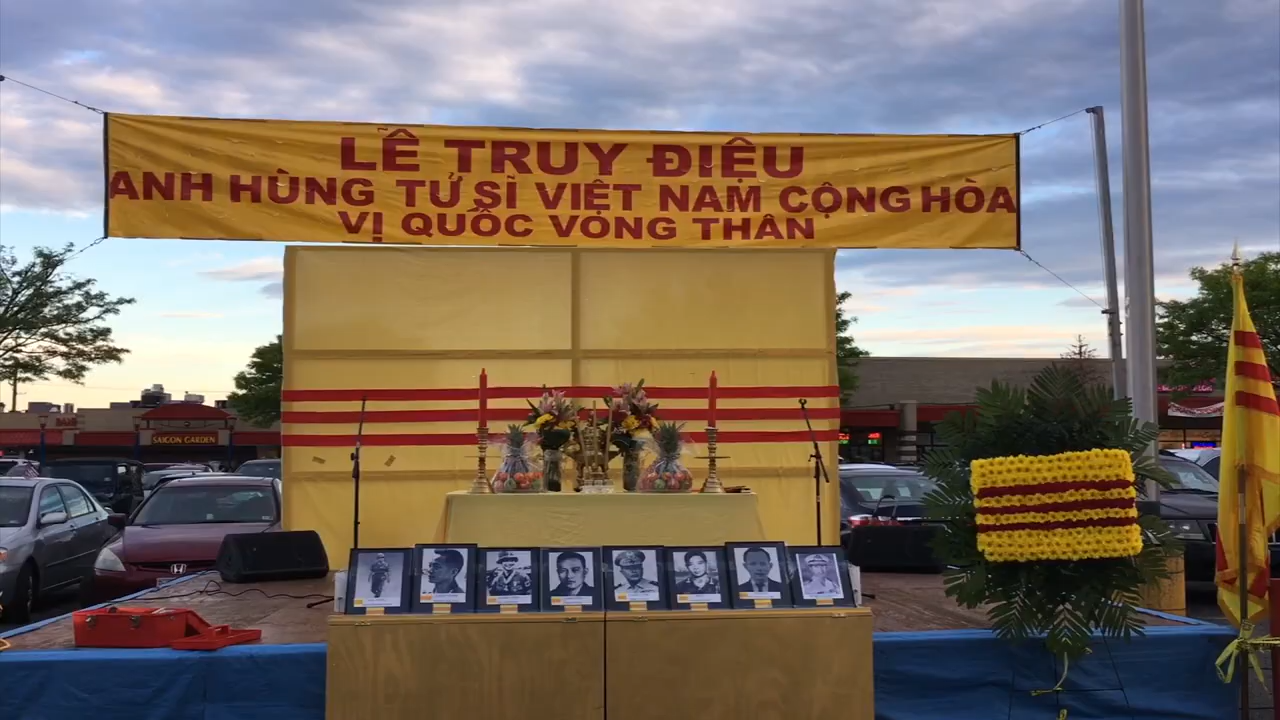 LỄ TRUY ĐIỆU
ANH HÙNG TỬ SĨ VIỆT NAM CỘNG HÒA
VỊ QUỐC VONG THÂN
SAIGON GARDEN